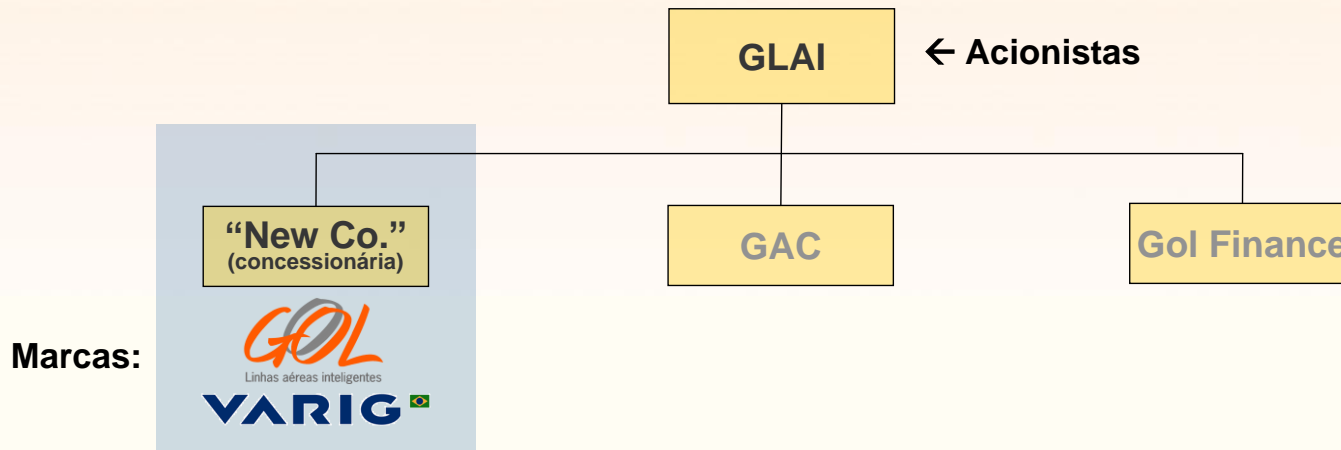 GLAI
← Acionistas
“New Co.”
(concessionária)
GAC
Gol Finance
Marcas:
GOL
Linhas aéreas inteligentes
VARIG